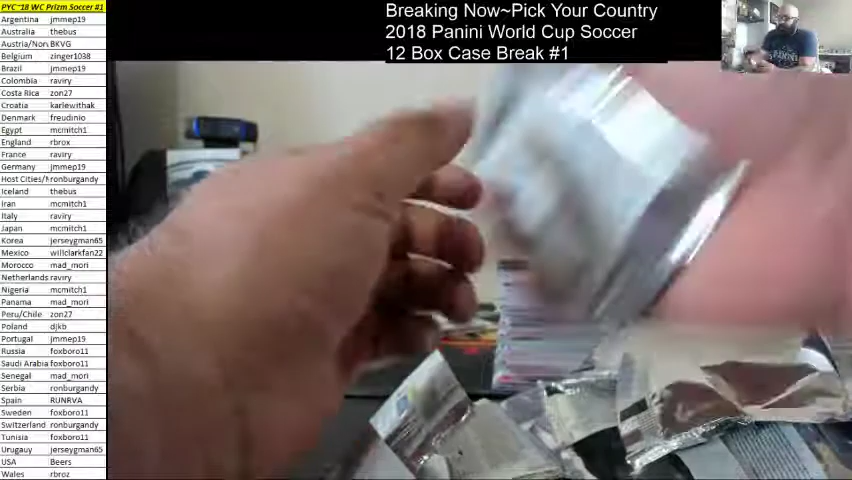 PYC~18 WC Prizm Soccer #1
Argentina jmmep19
Australia thebus
Austria/Nor BKVG
Belgium zinger1038
Brazil jmmep19
Colombia raviry
Costa Rica zon27
Croatia karlewithak
Denmark freudinio
Egypt mcmitch1
England rbrox
France raviry
Germany jmmep19
Host Cities/N ronburgandy
Iceland thebus
Iran mcmitch1
Italy raviry
Japan mcmitch1
Korea jerseygman65
Mexico willclarkfan22
Morocco mad_mori
Netherlands raviry
Nigeria mcmitch1
Panama mad_mori
Peru/Chile zon27
Poland djkb
Portugal jmmep19
Russia foxboro11
Saudi Arabia foxboro11
Senegal mad_mori
Serbia ronburgandy
Spain RUNRVA
Sweden foxboro11
Switzerland ronburgandy
Tunisia foxboro11
Urugauy jerseygman65
USA Beers
Wales rbroz
Breaking Now~Pick Your Country
2018 Panini World Cup Soccer
12 Box Case Break #1